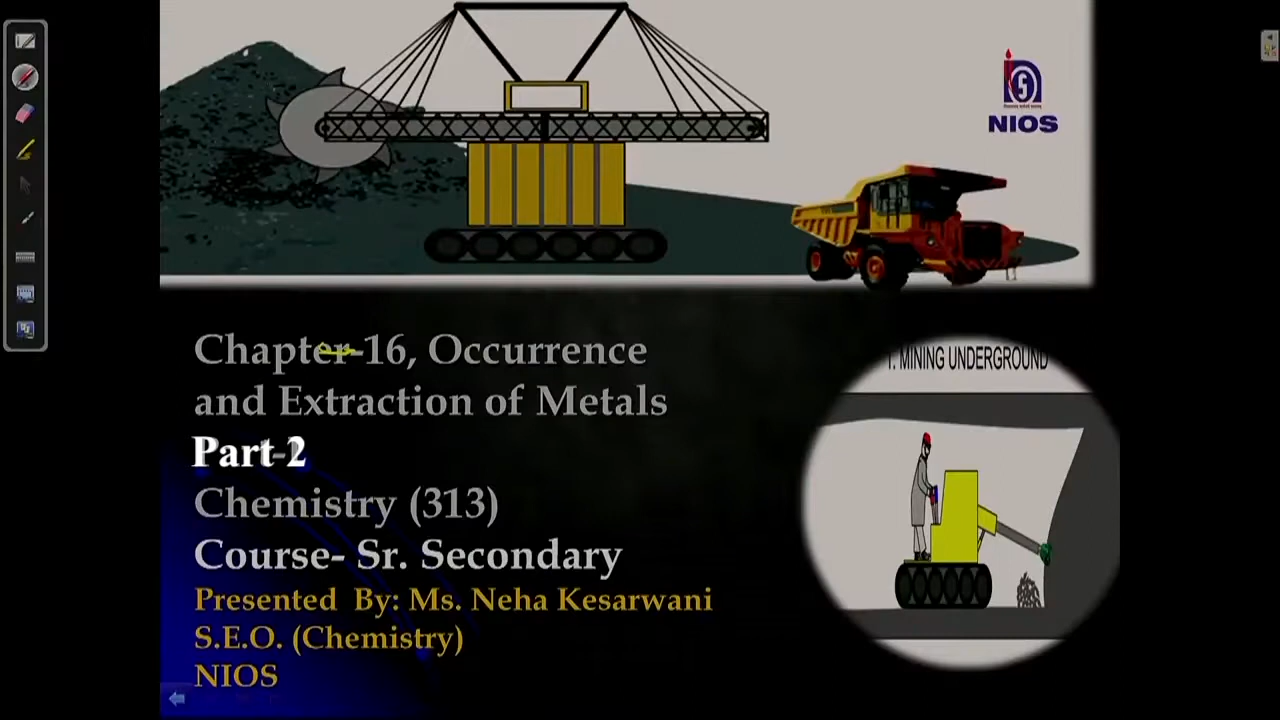 NIOS
Chapter-16, Occurrence
and Extraction of Metals
Part-2
Chemistry (313)
Course- Sr. Secondary
Presented By: Ms. Neha Kesarwani
S.E.O. (Chemistry)
NIOS
1. MINING UNDERGROUND